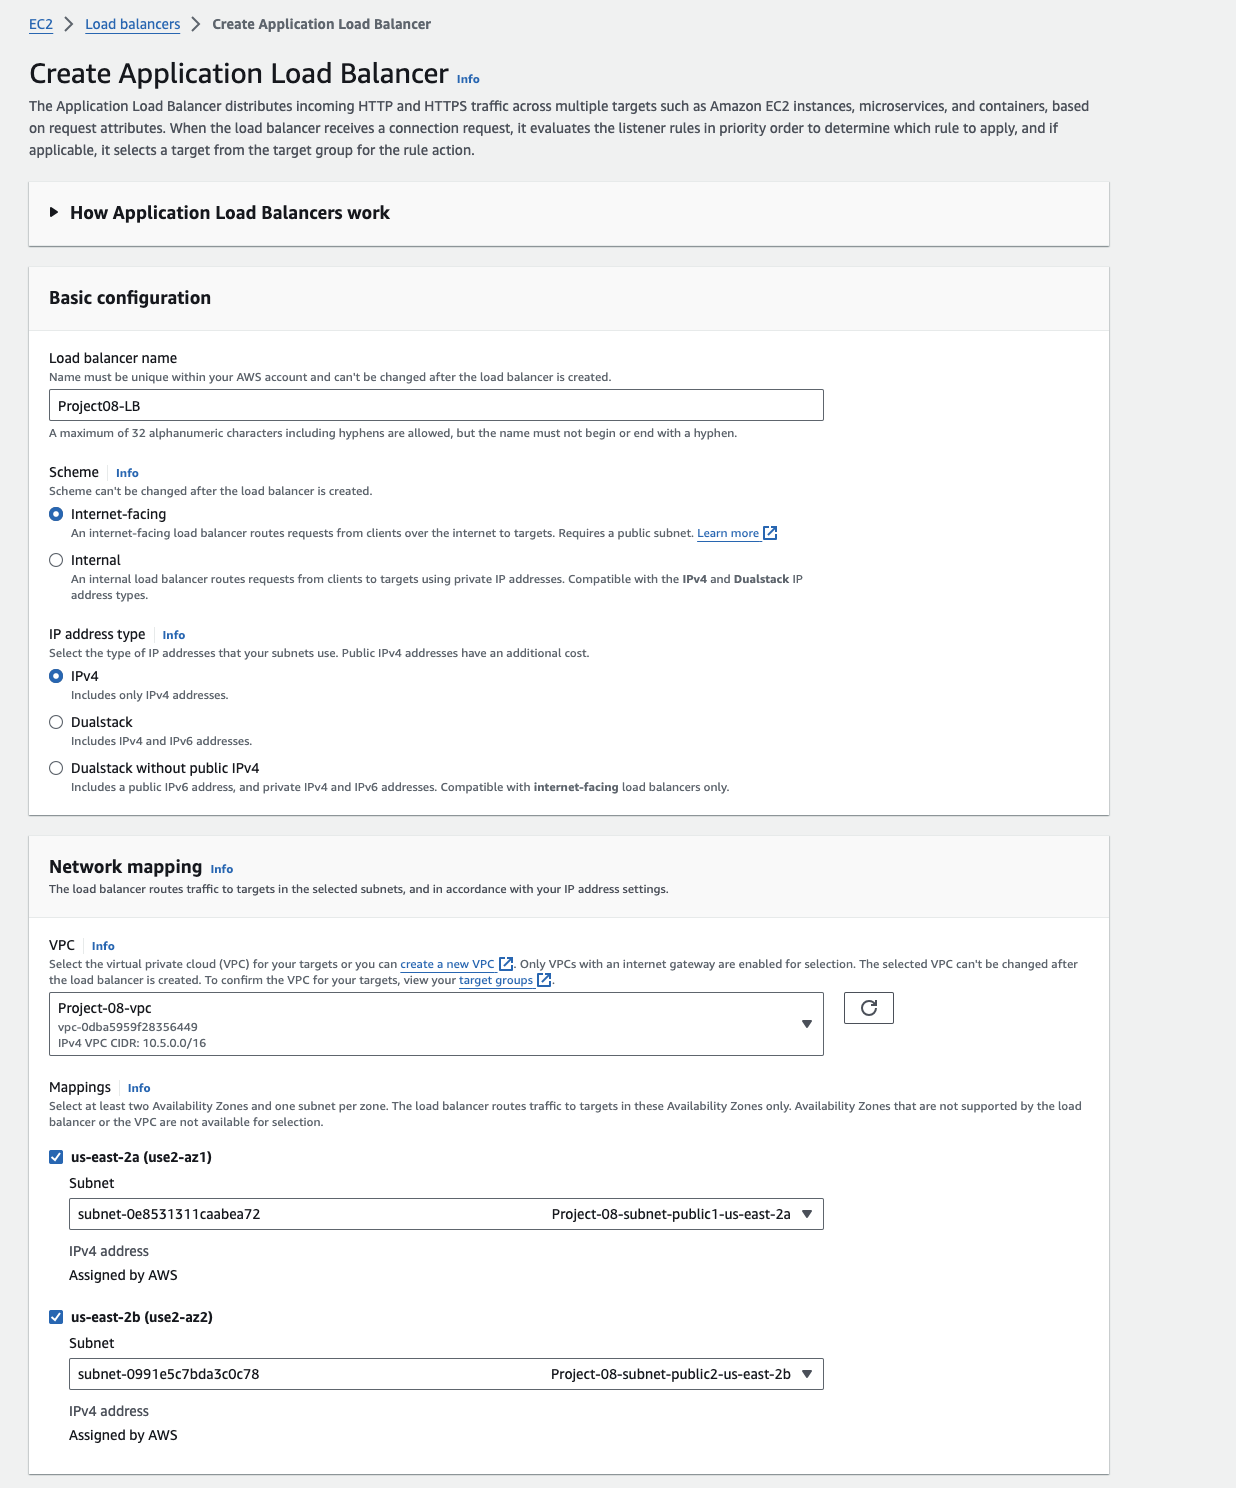 EC2 > Load balancers > Create Application Load Balancer
Create Application Load Balancer Info
The Application Load Balancer distributes incoming HTTP and HTTPS traffic across multiple targets such as Amazon EC2 instances, microservices, and containers, based
on request attributes. When the load balancer receives a connection request, it evaluates the listener rules in priority order to determine which rule to apply, and if
applicable, it selects a target from the target group for the rule action.
How Application Load Balancers work
Basic configuration
Load balancer name
Name must be unique within your AWS account and can't be changed after the load balancer is created.
Project08-LB
A maximum of 32 alphanumeric characters including hyphens are allowed, but the name must not begin or end with a hyphen.
Scheme Info
Scheme can't be changed after the load balancer is created.
Internet-facing
An internet-facing load balancer routes requests from clients over the internet to targets. Requires a public subnet. Learn more
Internal
An internal load balancer routes requests from clients to targets using private IP addresses. Compatible with the IPv4 and Dualstack IP
address types.
IP address type Info
Select the type of IP addresses that your subnets use. Public IPv4 addresses have an additional cost.
IPv4
Includes only IPv4 addresses.
Dualstack
Includes IPv4 and IPv6 addresses.
Dualstack without public IPv4
Includes a public IPv6 address, and private IPv4 and IPv6 addresses. Compatible with internet-facing load balancers only.
Network mapping Info
The load balancer routes traffic to targets in the selected subnets, and in accordance with your IP address settings.
VPC Info
Select the virtual private cloud (VPC) for your targets or you can create a new VPC. Only VPCs with an internet gateway are enabled for selection. The selected VPC can't be changed after
the load balancer is created. To confirm the VPC for your targets, view your target groups.
Project-08-vpc
vpc-0dba5959f28356449
IPv4 VPC CIDR: 10.5.0.0/16
Mappings Info
Select at least two Availability Zones and one subnet per zone. The load balancer routes traffic to targets in these Availability Zones only. Availability Zones that are not supported by the load
balancer or the VPC are not available for selection.
us-east-2a (use2-az1)
Subnet
subnet-0e8531311caabea72 Project-08-subnet-public1-us-east-2a
IPv4 address
Assigned by AWS
us-east-2b (use2-az2)
Subnet
subnet-0991e5c7bda3c0c78 Project-08-subnet-public2-us-east-2b
IPv4 address
Assigned by AWS